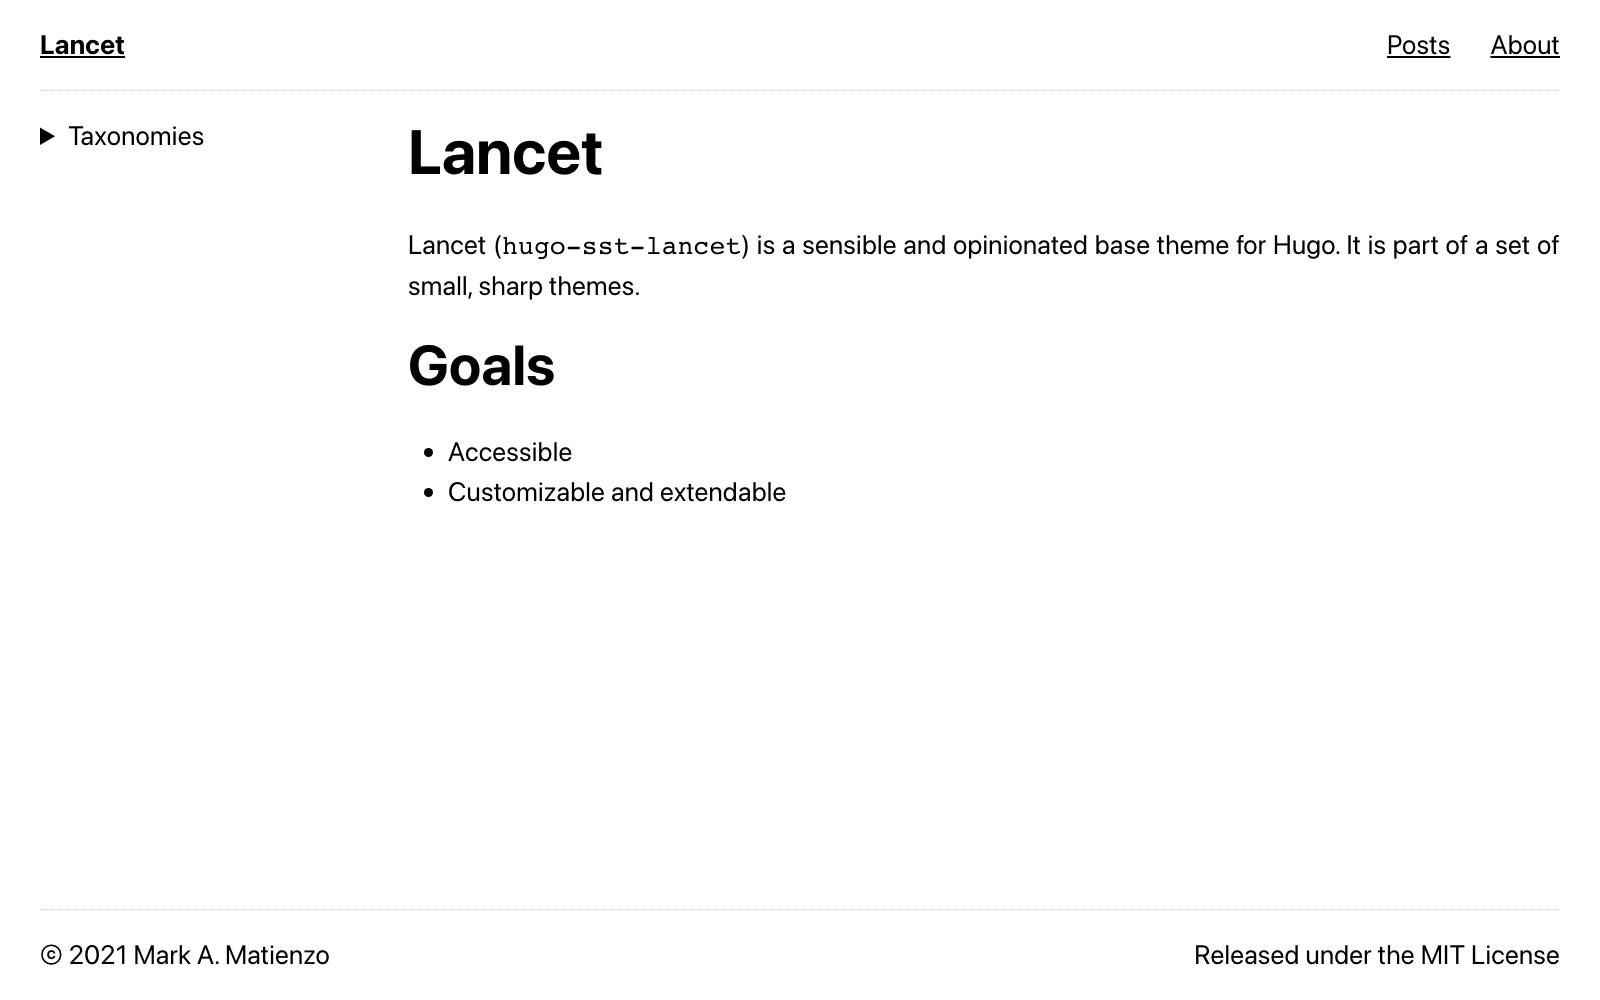 Lancet
Posts About
Taxonomies
Lancet
Lancet (hugo-sst-lancet) is a sensible and opinionated base theme for Hugo. It is part of a set of
small, sharp themes.
Goals
• Accessible
• Customizable and extendable
© 2021 Mark A. Matienzo
Released under the MIT License